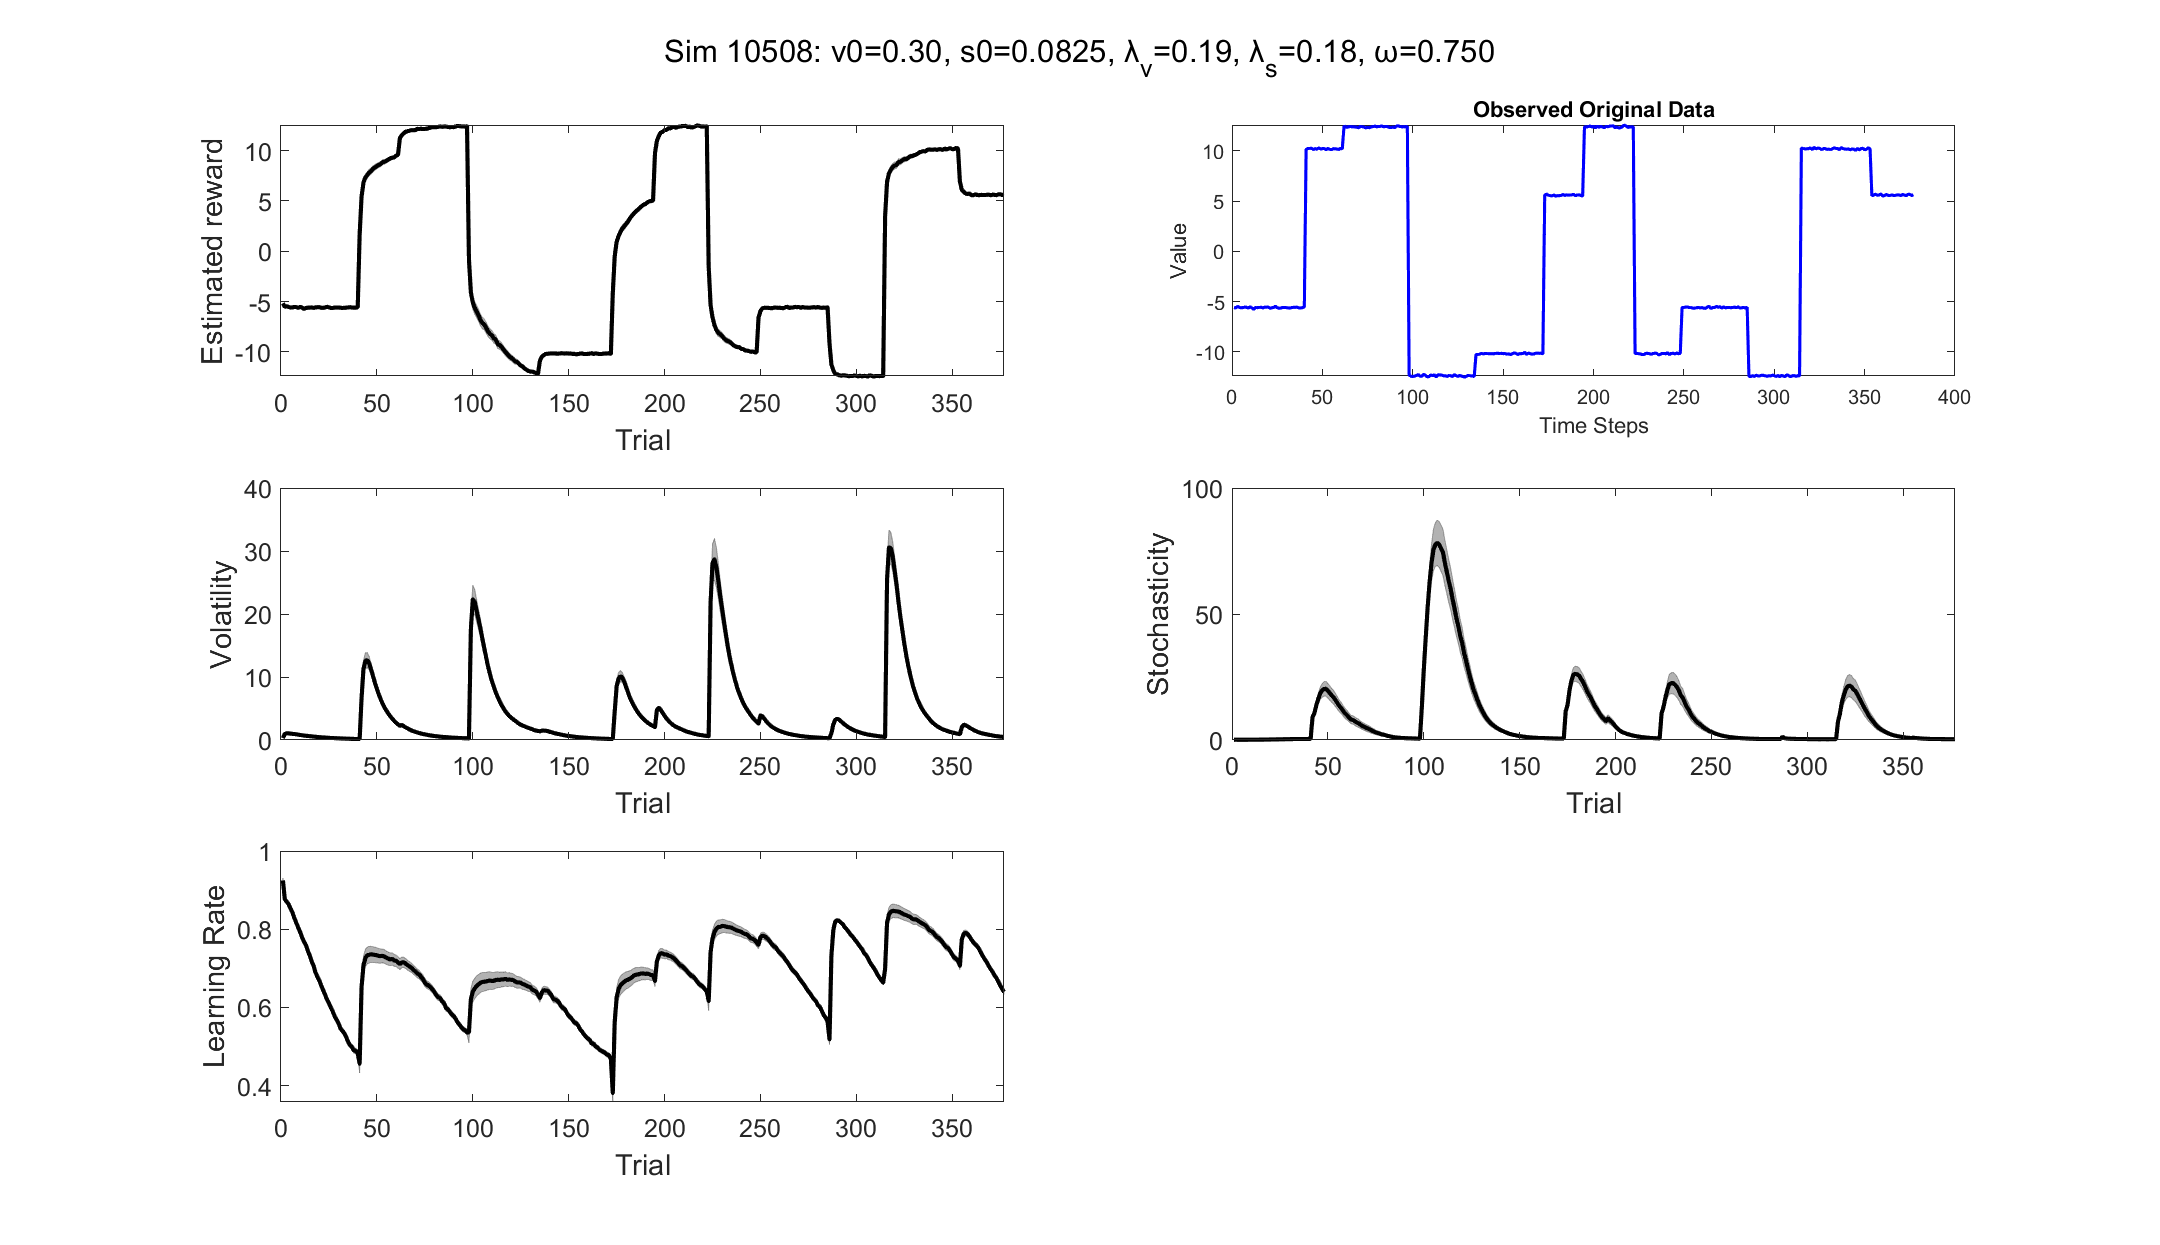 Sim 10508: v0=0.30, s0=0.0825, λ_v=0.19, λ_s=0.18, ω=0.750
Estimated reward
10
5
0
-5
-10
0 50 100 150 200 250 300 350
Trial
Observed Original Data
Value
10
5
0
-5
-10
0 50 100 150 200 250 300 350 400
Time Steps
Volatility
40
30
20
10
0
0 50 100 150 200 250 300 350
Trial
Stochasticity
100
50
0
0 50 100 150 200 250 300 350
Trial
Learning Rate
1
0.8
0.6
0.4
0 50 100 150 200 250 300 350
Trial